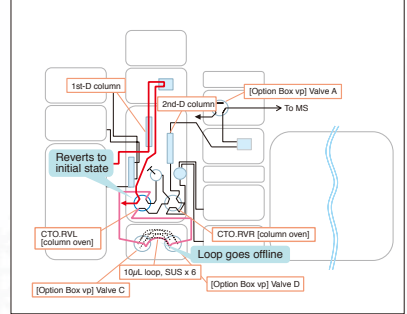 [Option Box vp] Valve A
1st-D column
2nd-D column
To MS
Reverts to
initial state
CTO.RVL
[column oven]
CTO.RVR [column oven]
Loop goes offline
10µL loop, SUS x 6
[Option Box vp] Valve C
[Option Box vp] Valve D